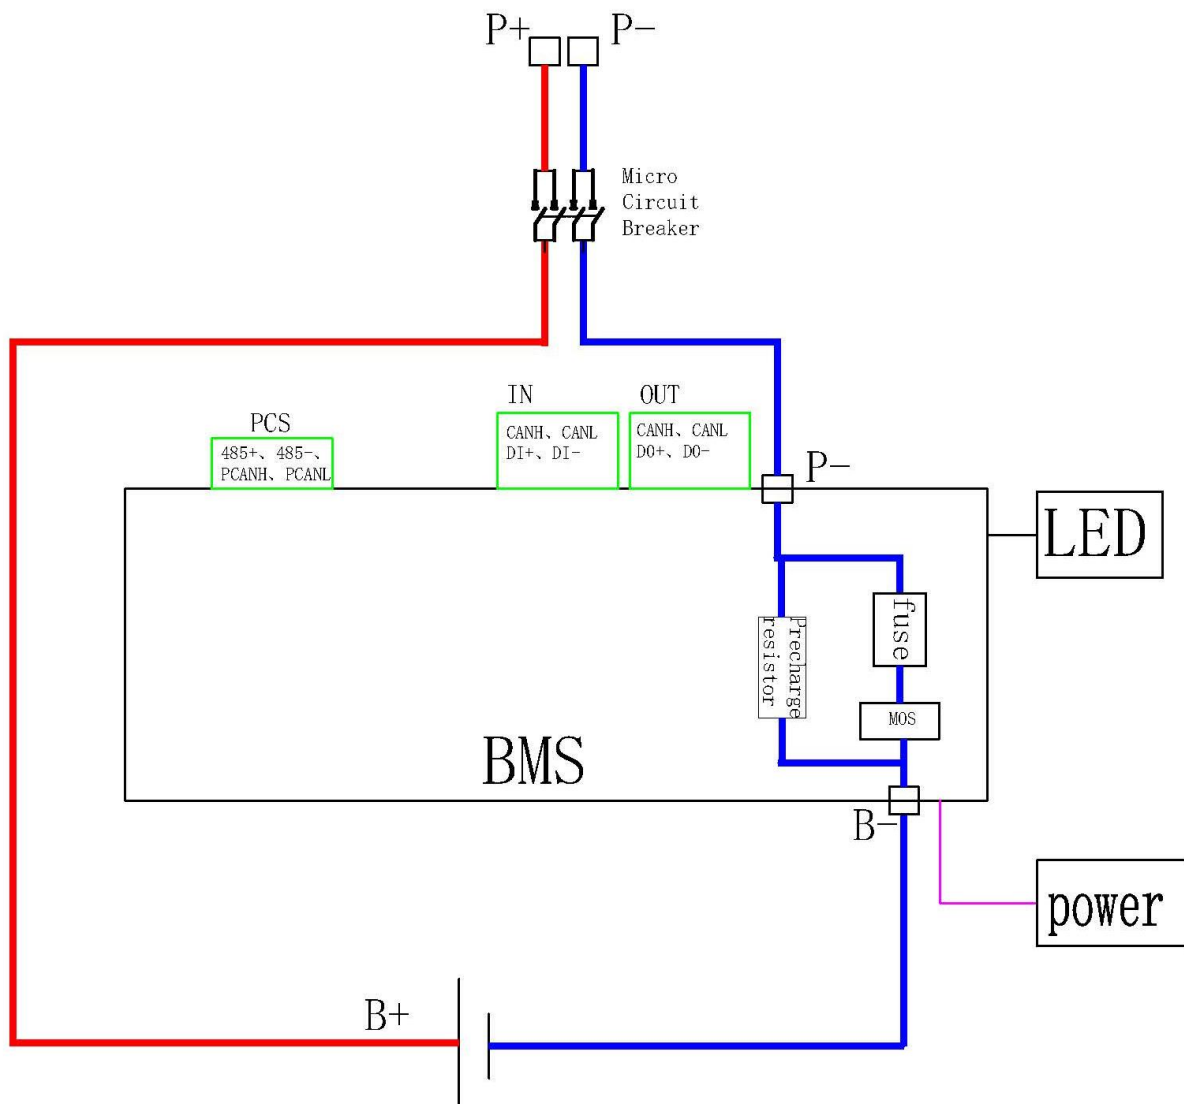 P+
P-
Micro
Circuit
Breaker
IN
OUT
PCS
CANH、CANL
DI+、DI-
CANH、CANL
DO+、DO-
485+、485-、
PCANH、PCANL
P-
LED
Precharge
resistor
fuse
MOS
BMS
B-
power
B+